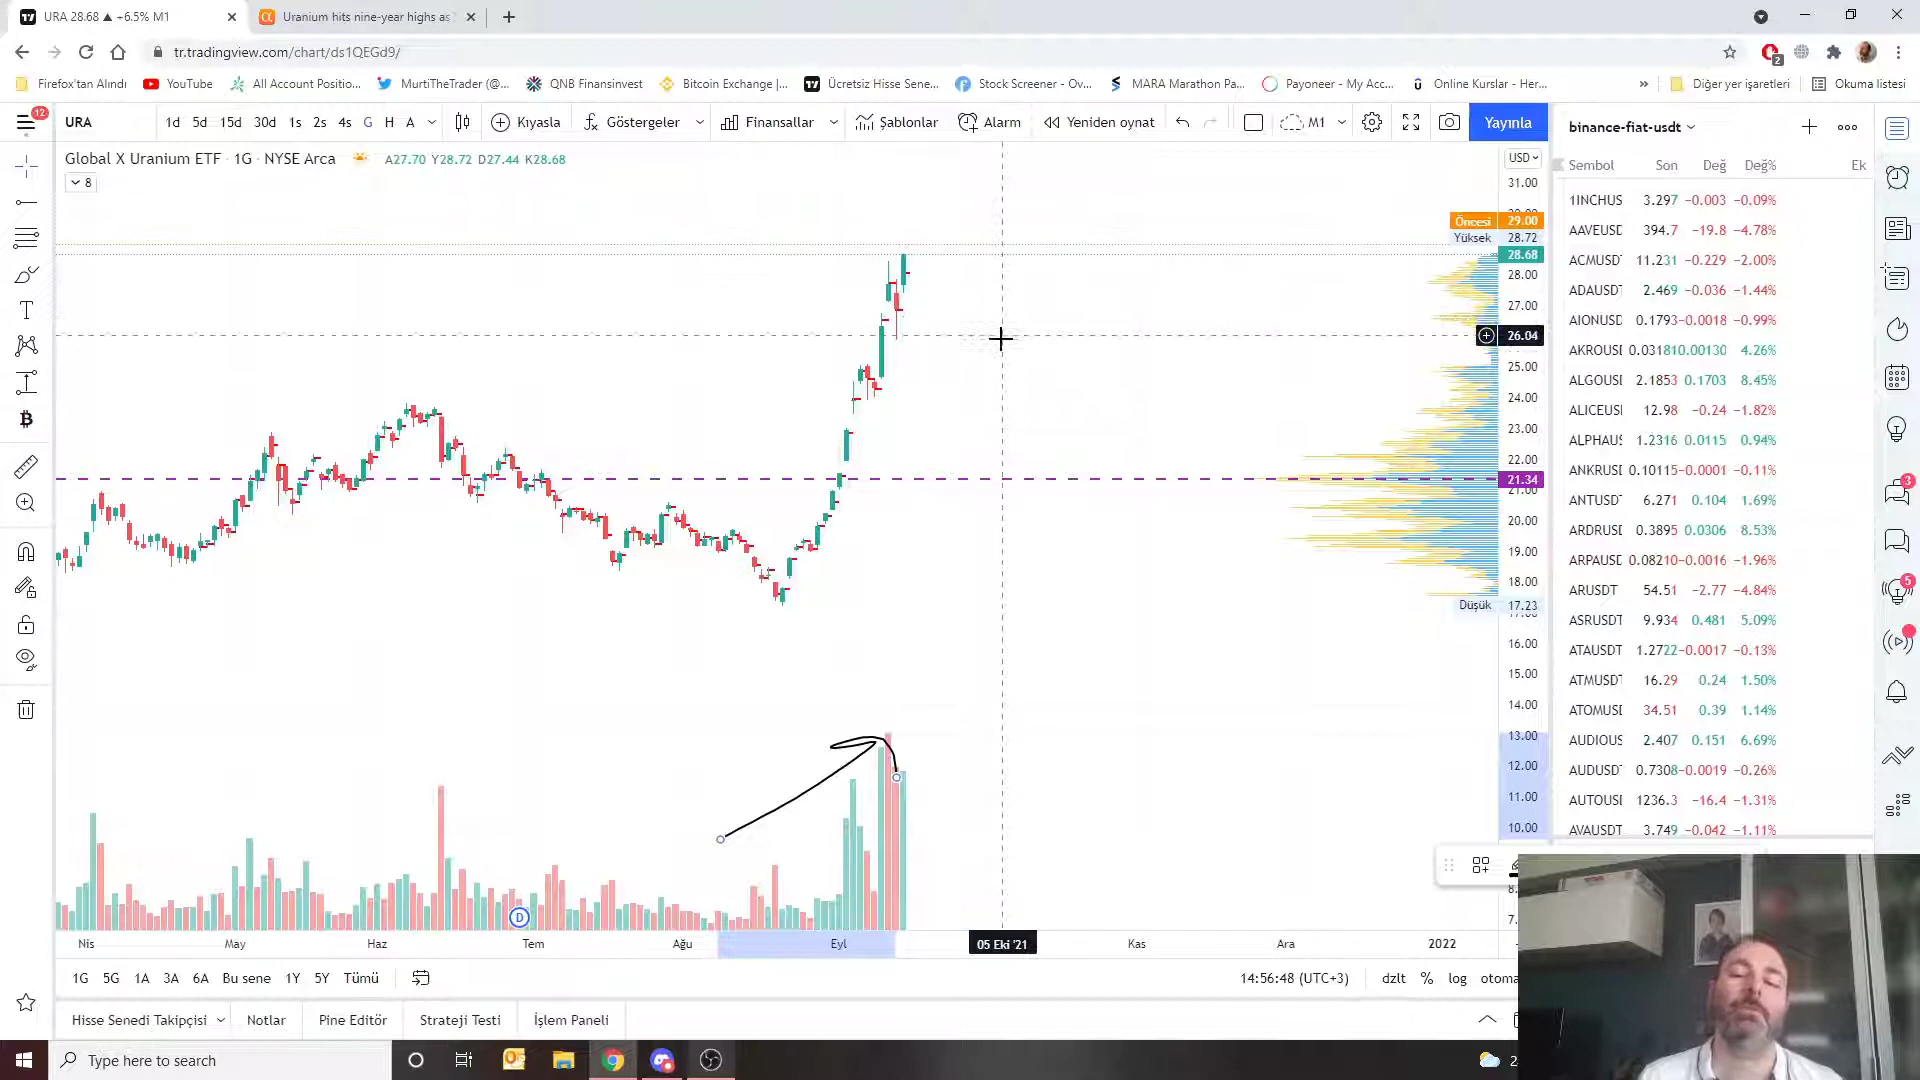 URA 28.68 ▲ +6.5% M1
Uranium hits nine-year highs as
tr.tradingview.com/chart/ds1QEGd9/
2
Firefox'tan Alındı
YouTube
All Account Positio...
MurtiTheTrader (@...
QNB Finansinvest
Bitcoin Exchange |...
Ücretsiz Hisse Sene...
Stock Screener - Ov...
MARA Marathon Pa...
Payoneer - My Acc...
Online Kurslar - Her...
»
Diğer yer işaretleri
Okuma listesi
12
URA
1d 5d 15d 30d 1s 2s 4s G H A
Kıyasla
Göstergeler
Finansallar
Şablonlar
Alarm
Yeniden oynat
M1
Yayınla
Global X Uranium ETF · 1G · NYSE Arca
A27.70 Y28.72 D27.44 K28.68
8
USD
31.00
Öncesi 29.00
Yüksek 28.72
28.68
28.00
27.00
26.04
25.00
24.00
23.00
22.00
21.34
21.00
20.00
19.00
18.00
Düşük 17.23
16.00
15.00
14.00
13.00
12.00
11.00
10.00
D
Nis May Haz Tem Ağu Eyl 05 Eki '21 Kas Ara 2022
1G 5G 1A 3A 6A Bu sene 1Y 5Y Tümü
14:56:48 (UTC+3)
dzlt % log otoma
Hisse Senedi Takipçisi
Notlar
Pine Editör
Strateji Testi
İşlem Paneli
binance-fiat-usdt
Sembol Son Değ Değ% Ek
1INCHUS 3.297 −0.003 −0.09%
AAVEUSD 394.7 −19.8 −4.78%
ACMUSD 11.231 −0.229 −2.00%
ADAUSDT 2.469 −0.036 −1.44%
AIONUSD 0.1793 −0.0018 −0.99%
AKROUSD 0.03181 0.00130 4.26%
ALGOUSD 2.1853 0.1703 8.45%
ALICEUS 12.98 −0.24 −1.82%
ALPHAUS 1.2316 0.0115 0.94%
ANKRUSD 0.10115 −0.0001 −0.11%
ANTUSDT 6.271 0.104 1.69%
ARDRUSD 0.3895 0.0306 8.53%
ARPAUSD 0.08210 −0.0016 −1.96%
ARUSDT 54.51 −2.77 −4.84%
ASRUSDT 9.934 0.481 5.09%
ATAUSDT 1.2722 −0.0017 −0.13%
ATMUSDT 16.29 0.24 1.50%
ATOMUSD 34.51 0.39 1.14%
AUDIOUS 2.407 0.151 6.69%
AUDUSDT 0.7308 −0.0019 −0.26%
AUTOUSD 1236.3 −16.4 −1.31%
AVAUSDT 3.749 −0.042 −1.11%
3
5
Type here to search